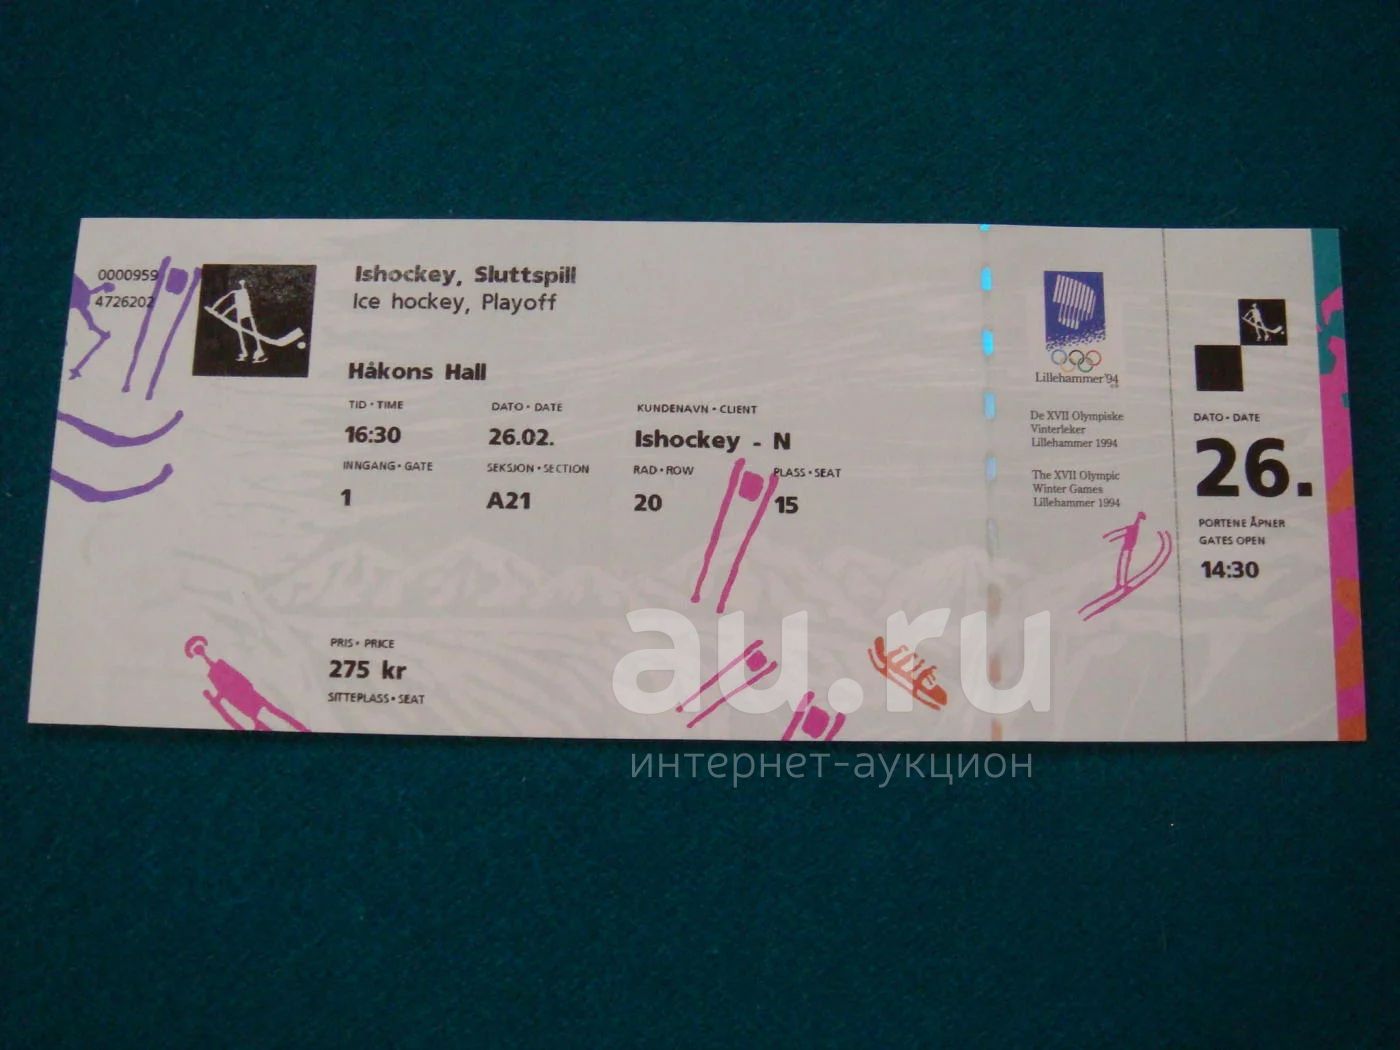 0000959
4726202
Ishockey, Sluttspill
Ice hockey, Playoff
Håkons Hall
TID • TIME
DATO • DATE
KUNDENAVN • CLIENT
16:30
26.02.
Ishockey - N
INNGANG • GATE
SEKSJON • SECTION
RAD • ROW
PLASS • SEAT
1
A21
20
15
PRIS • PRICE
275 kr
SITTEPLASS • SEAT
Lillehammer'94
De XVII Olympiske
Vinterleker
Lillehammer 1994
The XVII Olympic
Winter Games
Lillehammer 1994
DATO • DATE
26.
PORTENE ÅPNER
GATES OPEN
14:30
au.ru
интернет-аукцион